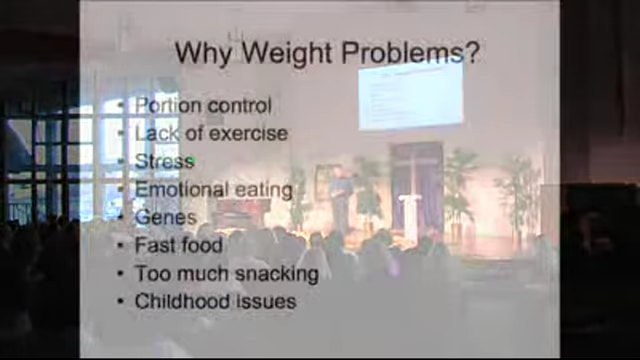 Why Weight Problems?
• Portion control
• Lack of exercise
• Stress
• Emotional eating
• Genes
• Fast food
• Too much snacking
• Childhood issues